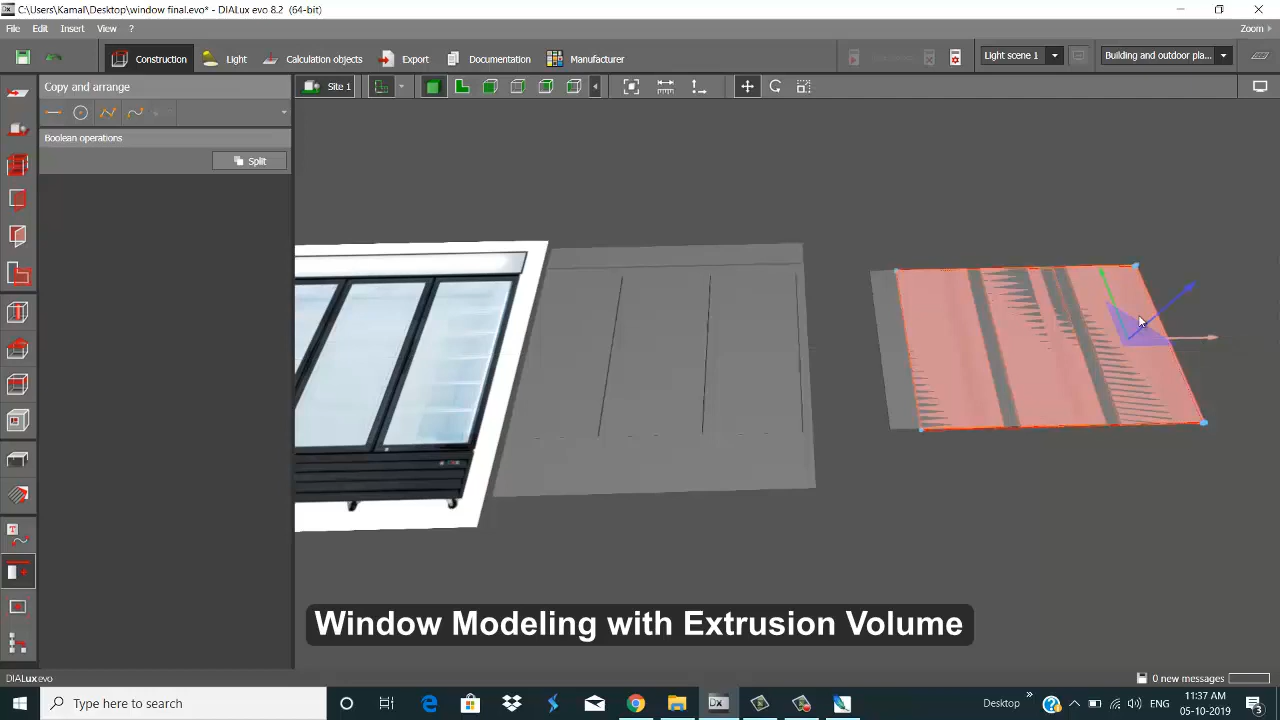 C:\Users\Kamal\Desktop\window final.evo* - DIALux evo 8.2 (64-bit)
File Edit Insert View ? Zoom
Construction Light Calculation objects Export Documentation Manufacturer Light scene 1 Building and outdoor pla...
Copy and arrange Site 1
Boolean operations
Split
Window Modeling with Extrusion Volume
DIALux evo 0 new messages
Type here to search Desktop ENG 11:37 AM 05-10-2019 3